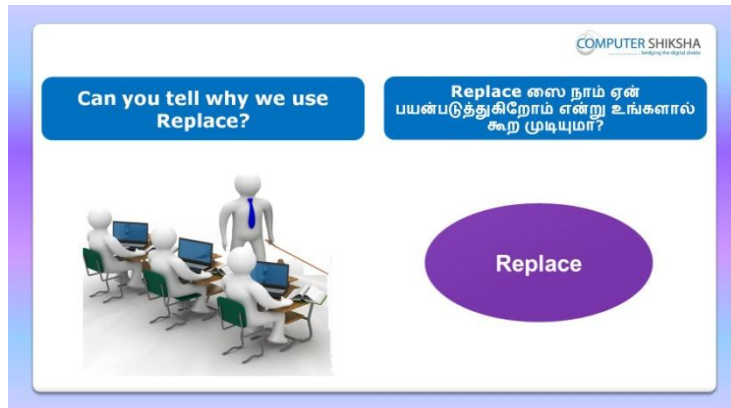 COMPUTER SHIKSHA
bridging the digital divide
Can you tell why we use
Replace?
Replace ஸை நாம் ஏன்
பயன்படுத்துகிறோம் என்று உங்களால்
கூற முடியுமா?
Replace